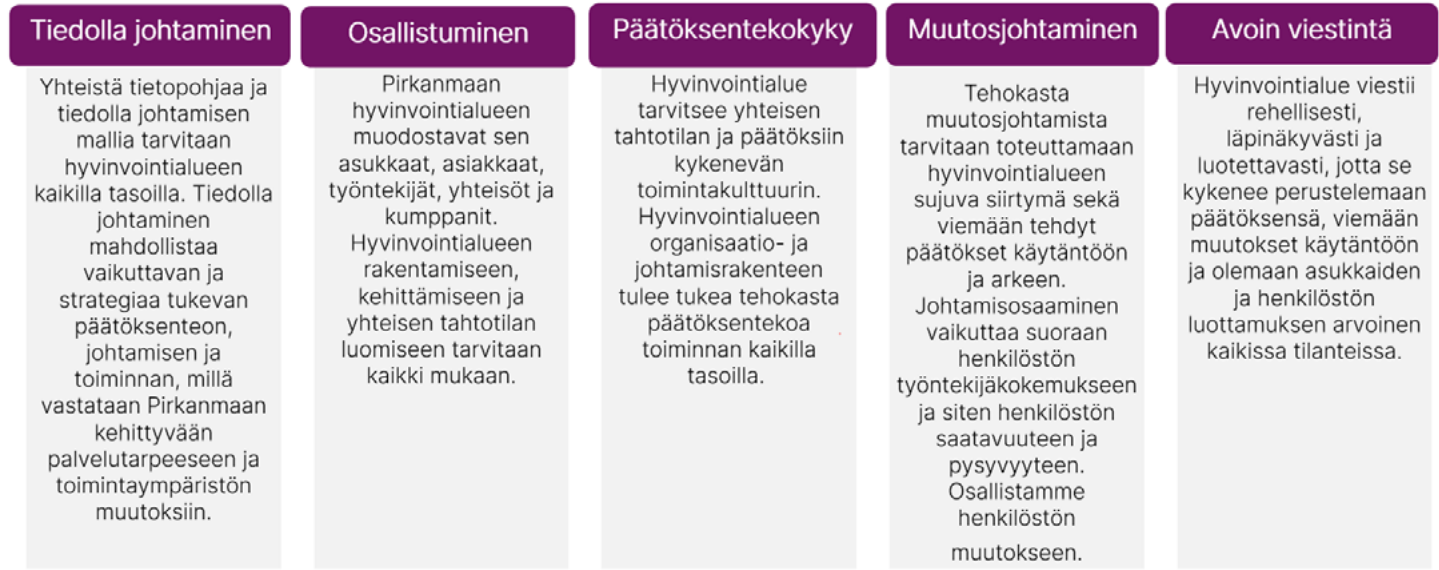 Tiedolla johtaminen
Yhteistä tietopohjaa ja
tiedolla johtamisen
mallia tarvitaan
hyvinvointialueen
kaikilla tasoilla. Tiedolla
johtaminen
mahdollistaa
vaikuttavan ja
strategiaa tukevan
päätöksenteon,
johtamisen ja
toiminnan, millä
vastataan Pirkanmaan
kehittyvään
palvelutarpeeseen ja
toimintaympäristön
muutoksiin.
Osallistuminen
Pirkanmaan
hyvinvointialueen
muodostavat sen
asukkaat, asiakkaat,
työntekijät, yhteisöt ja
kumppanit.
Hyvinvointialueen
rakentamiseen,
kehittämiseen ja
yhteisen tahtotilan
luomiseen tarvitaan
kaikki mukaan.
Päätöksentekokyky
Hyvinvointialue
tarvitsee yhteisen
tahtotilan ja päätöksiin
kykenevän
toimintakulttuurin.
Hyvinvointialueen
organisaatio- ja
johtamisrakenteen
tulee tukea tehokasta
päätöksentekoa
toiminnan kaikilla
tasoilla.
Muutosjohtaminen
Tehokasta
muutosjohtamista
tarvitaan toteuttamaan
hyvinvointialueen
sujuva siirtymä sekä
viemään tehdyt
päätökset käytäntöön
ja arkeen.
Johtamisosaaminen
vaikuttaa suoraan
henkilöstön
työntekijäkokemukseen
ja siten henkilöstön
saatavuuteen ja
pysyvyyteen.
Osallistamme
henkilöstön
muutokseen.
Avoin viestintä
Hyvinvointialue viestii
rehellisesti,
läpinäkyvästi ja
luotettavasti, jotta se
kykenee perustelemaan
päätöksensä, viemään
muutokset käytäntöön
ja olemaan asukkaiden
ja henkilöstön
luottamuksen arvoinen
kaikissa tilanteissa.